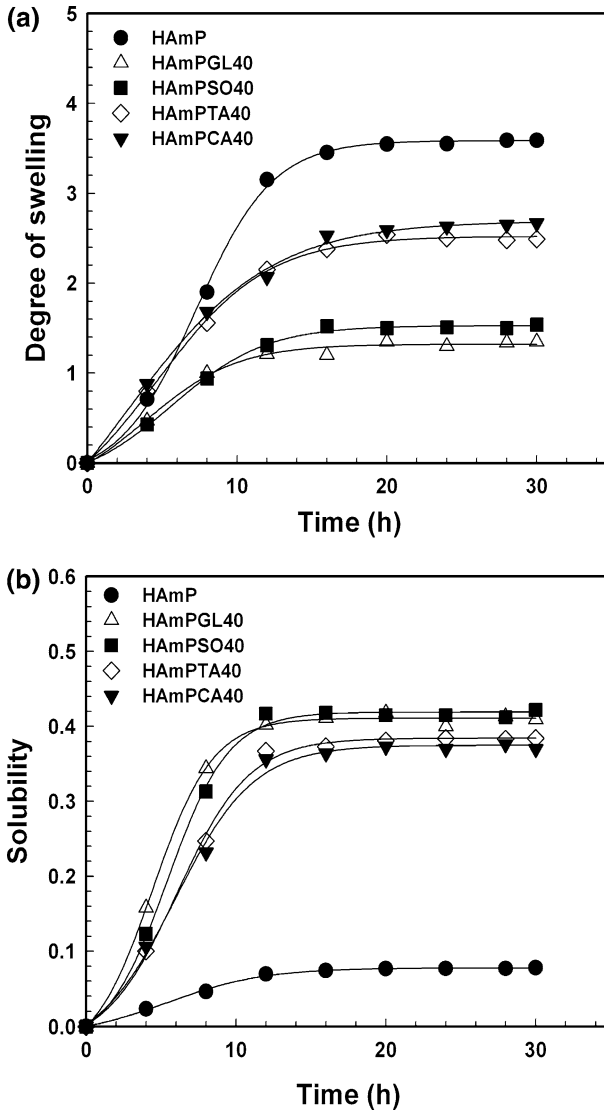 (a)
5
4
3
2
1
0
Degree of swelling
HAmP
HAmPGL40
HAmPSO40
HAmPTA40
HAmPCA40
0 10 20 30
Time (h)
(b)
0.6
0.5
0.4
0.3
0.2
0.1
0.0
Solubility
HAmP
HAmPGL40
HAmPSO40
HAmPTA40
HAmPCA40
0 10 20 30
Time (h)